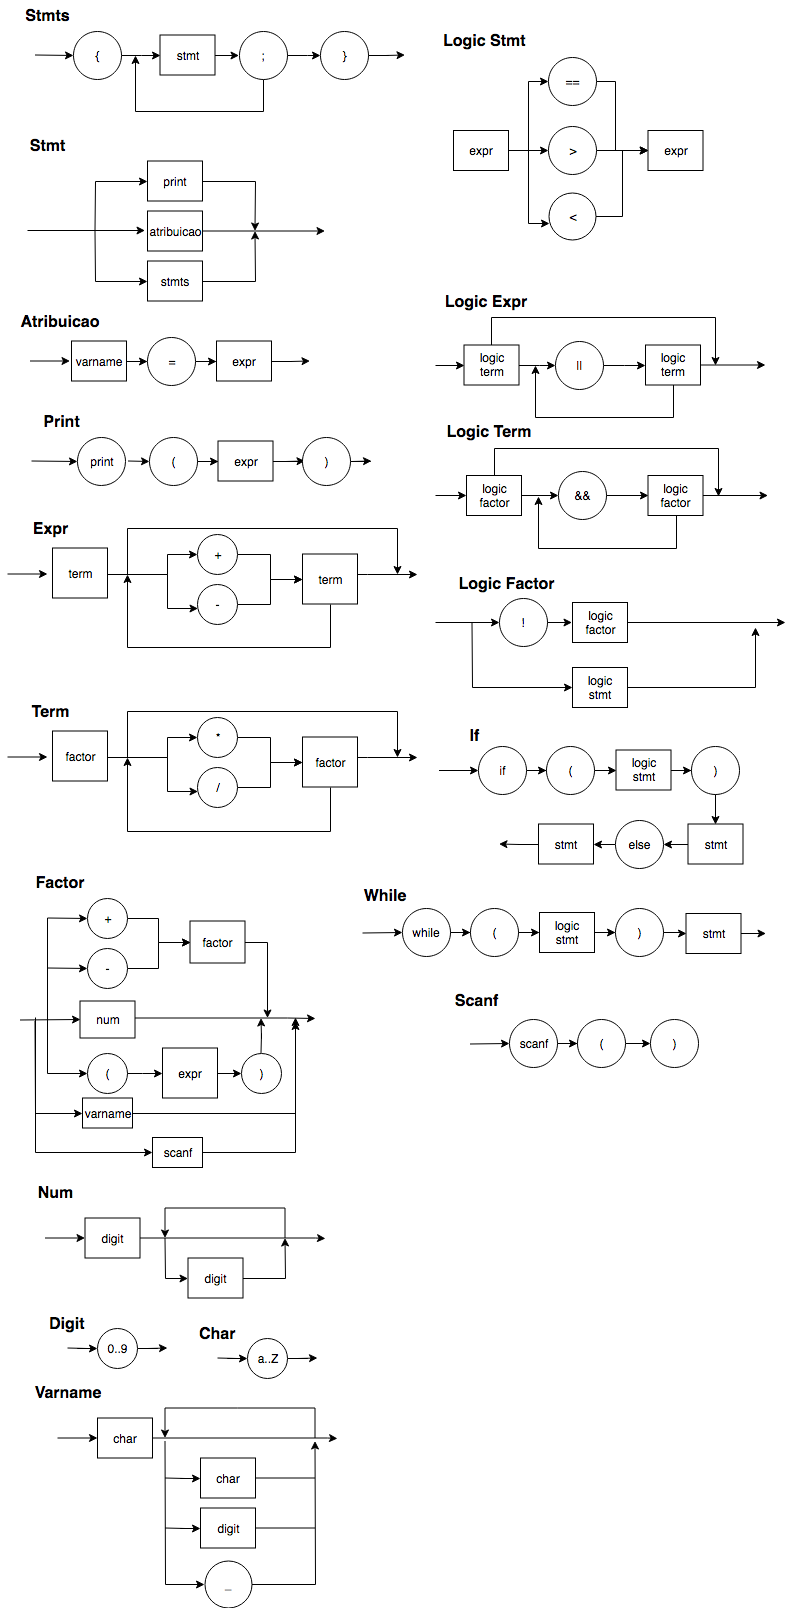 Stmts
{
stmt
;
}
Stmt
print
atribuicao
stmts
Atribuicao
varname
=
expr
Print
print
(
expr
)
Expr
term
+
-
term
Term
factor
*
/
factor
Factor
+
-
factor
num
(
expr
)
varname
scanf
Num
digit
digit
Digit
0..9
Char
a..Z
Varname
char
char
digit
_
Logic Stmt
expr
==
>
<
expr
Logic Expr
logic
term
||
logic
term
Logic Term
logic
factor
&&
logic
factor
Logic Factor
!
logic
factor
logic
stmt
If
if
(
logic
stmt
)
stmt
else
stmt
While
while
(
logic
stmt
)
stmt
Scanf
scanf
(
)